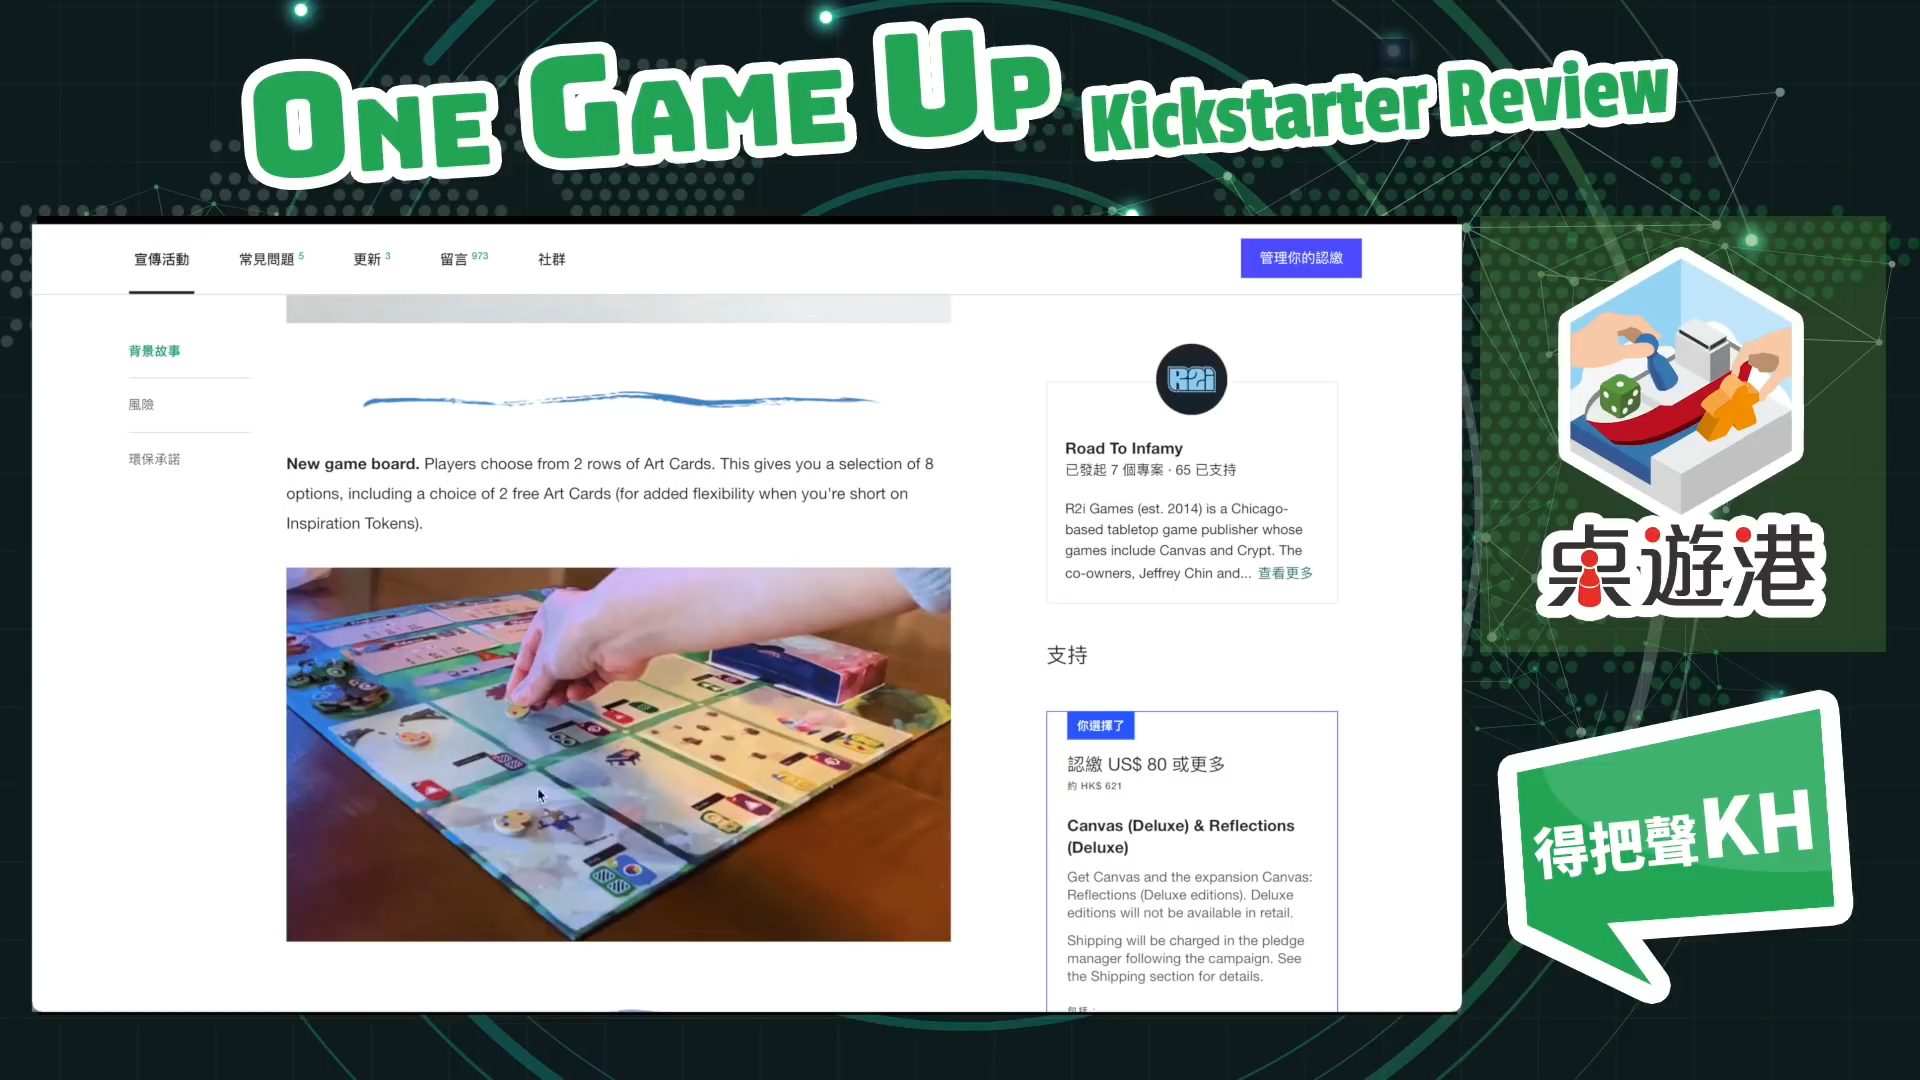 ONE GAME UP Kickstarter Review
宣傳活動 常見問題 5 更新 3 留言 973 社群
管理你的認繳
背景故事
風險
環保承諾
New game board. Players choose from 2 rows of Art Cards. This gives you a selection of 8
options, including a choice of 2 free Art Cards (for added flexibility when you're short on
Inspiration Tokens).
R2i
Road To Infamy
已發起 7 個專案 · 65 已支持
R2i Games (est. 2014) is a Chicago-
based tabletop game publisher whose
games include Canvas and Crypt. The
co-owners, Jeffrey Chin and... 查看更多
支持
你選擇了
認繳 US$ 80 或更多
約 HK$ 621
Canvas (Deluxe) & Reflections
(Deluxe)
Get Canvas and the expansion Canvas:
Reflections (Deluxe editions). Deluxe
editions will not be available in retail.
Shipping will be charged in the pledge
manager following the campaign. See
the Shipping section for details.
桌遊港
得把聲KH